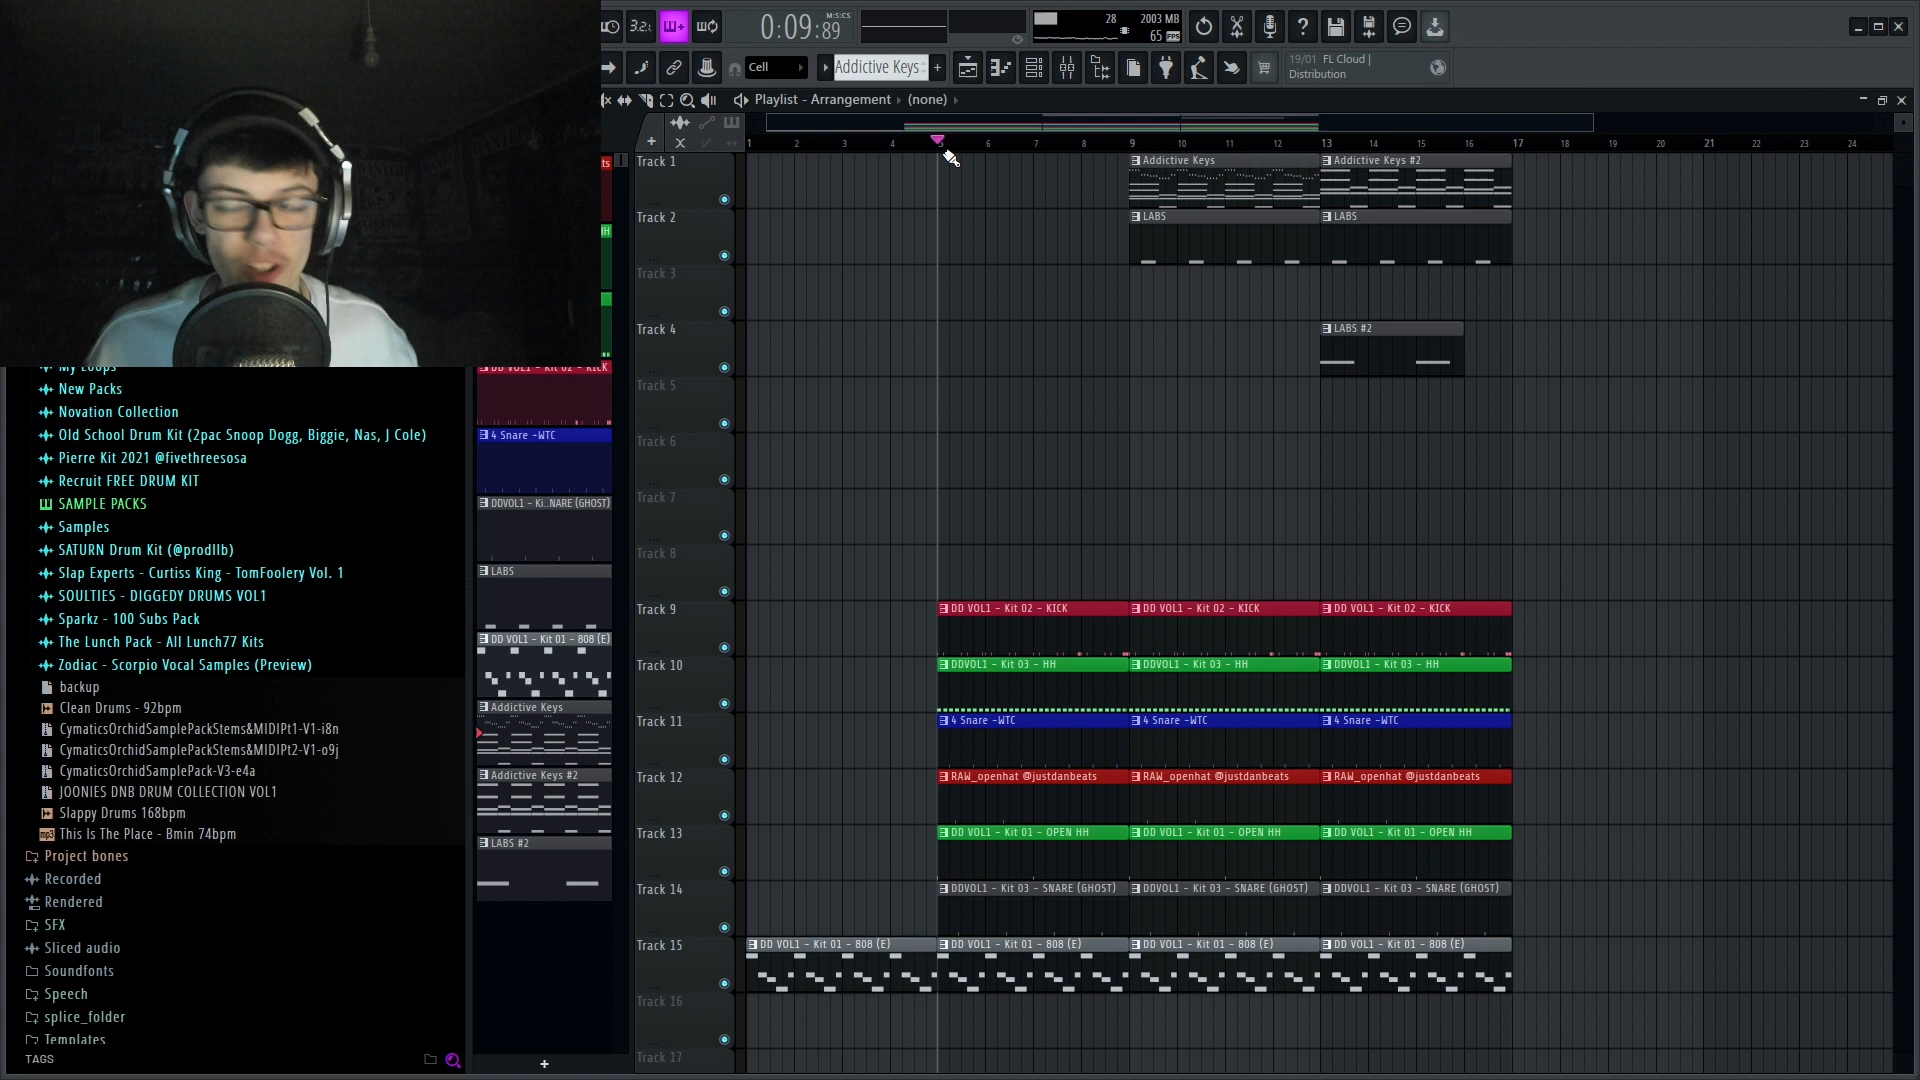 3.2:
0:09:89
M:S:CS
28
2003 MB
65 FPS
Cell
Addictive Keys
19/01 FL Cloud |
Distribution
Playlist - Arrangement
(none)
1 2 3 4 5 6 7 8 9 10 11 12 13 14 15 16 17 18 19 20 21 22 23 24
My Loops
New Packs
Novation Collection
Old School Drum Kit (2pac Snoop Dogg, Biggie, Nas, J Cole)
Pierre Kit 2021 @fivethreesosa
Recruit FREE DRUM KIT
SAMPLE PACKS
Samples
SATURN Drum Kit (@prodllb)
Slap Experts - Curtiss King - TomFoolery Vol. 1
SOULTIES - DIGGEDY DRUMS VOL1
Sparkz - 100 Subs Pack
The Lunch Pack - All Lunch77 Kits
Zodiac - Scorpio Vocal Samples (Preview)
backup
Clean Drums - 92bpm
CymaticsOrchidSamplePackStems&MIDIPt1-V1-i8n
CymaticsOrchidSamplePackStems&MIDIPt2-V1-o9j
CymaticsOrchidSamplePack-V3-e4a
JOONIES DNB DRUM COLLECTION VOL1
Slappy Drums 168bpm
This Is The Place - Bmin 74bpm
Project bones
Recorded
Rendered
SFX
Sliced audio
Soundfonts
Speech
splice_folder
Templates
TAGS
ts
HH
DD VOL1 - Kit 02 - KICK
4 Snare -WTC
DDVOL1 - Ki..NARE (GHOST)
LABS
DD VOL1 - Kit 01 - 808 (E)
Addictive Keys
Addictive Keys #2
LABS #2
+
Track 1
Addictive Keys
Addictive Keys #2
Track 2
LABS
LABS
Track 3
Track 4
LABS #2
Track 5
Track 6
Track 7
Track 8
Track 9
DD VOL1 - Kit 02 - KICK
DD VOL1 - Kit 02 - KICK
DD VOL1 - Kit 02 - KICK
Track 10
DDVOL1 - Kit 03 - HH
DDVOL1 - Kit 03 - HH
DDVOL1 - Kit 03 - HH
Track 11
4 Snare -WTC
4 Snare -WTC
4 Snare -WTC
Track 12
RAW_openhat @justdanbeats
RAW_openhat @justdanbeats
RAW_openhat @justdanbeats
Track 13
DD VOL1 - Kit 01 - OPEN HH
DD VOL1 - Kit 01 - OPEN HH
DD VOL1 - Kit 01 - OPEN HH
Track 14
DDVOL1 - Kit 03 - SNARE (GHOST)
DDVOL1 - Kit 03 - SNARE (GHOST)
DDVOL1 - Kit 03 - SNARE (GHOST)
Track 15
DD VOL1 - Kit 01 - 808 (E)
DD VOL1 - Kit 01 - 808 (E)
DD VOL1 - Kit 01 - 808 (E)
DD VOL1 - Kit 01 - 808 (E)
Track 16
Track 17